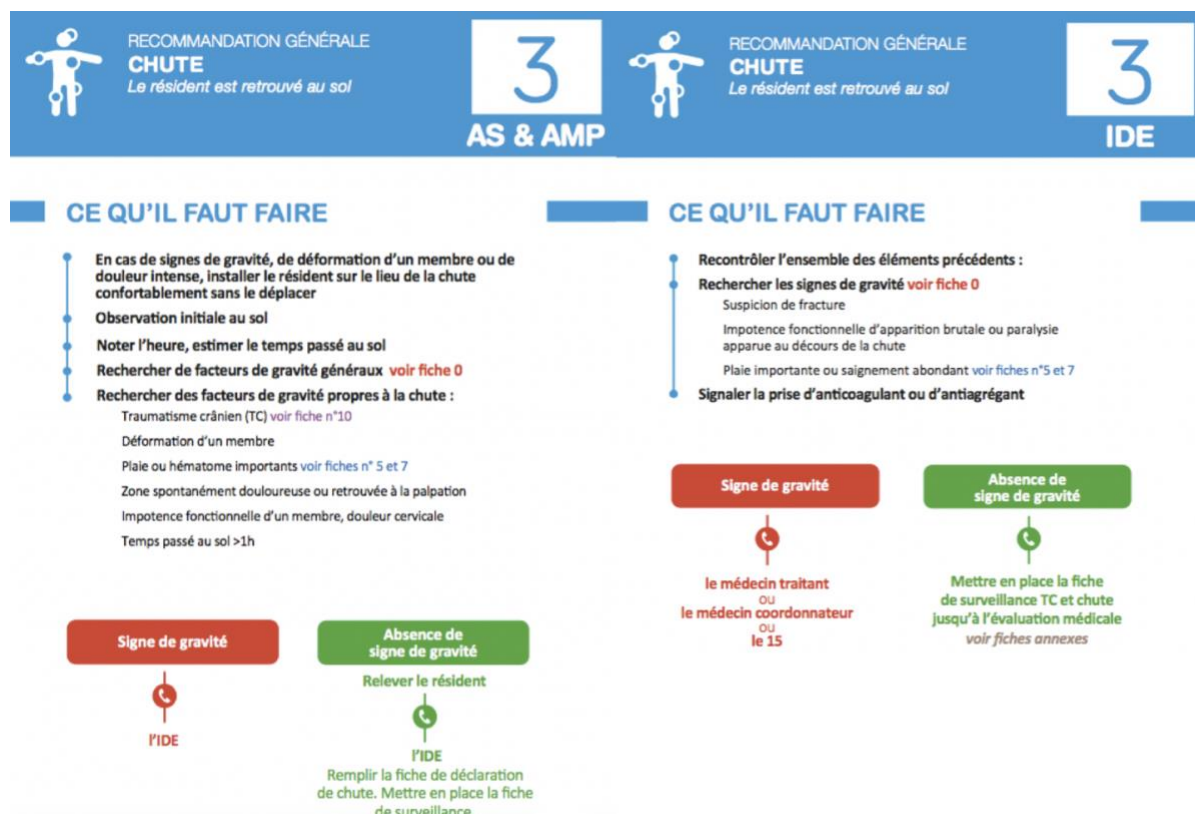 RECOMMANDATION GÉNÉRALE
CHUTE
Le résident est retrouvé au sol
3
AS & AMP
CE QU'IL FAUT FAIRE
En cas de signes de gravité, de déformation d'un membre ou de
douleur intense, installer le résident sur le lieu de la chute
confortablement sans le déplacer
Observation initiale au sol
Noter l'heure, estimer le temps passé au sol
Rechercher de facteurs de gravité généraux voir fiche 0
Rechercher des facteurs de gravité propres à la chute :
Traumatisme crânien (TC) voir fiche n°10
Déformation d'un membre
Plaie ou hématome importants voir fiches n° 5 et 7
Zone spontanément douloureuse ou retrouvée à la palpation
Impotence fonctionnelle d'un membre, douleur cervicale
Temps passé au sol >1h
Signe de gravité
l'IDE
Absence de
signe de gravité
Relever le résident
l'IDE
Remplir la fiche de déclaration
de chute. Mettre en place la fiche
de surveillance
RECOMMANDATION GÉNÉRALE
CHUTE
Le résident est retrouvé au sol
3
IDE
CE QU'IL FAUT FAIRE
Recontrôler l'ensemble des éléments précédents :
Rechercher les signes de gravité voir fiche 0
Suspicion de fracture
Impotence fonctionnelle d'apparition brutale ou paralysie
apparue au décours de la chute
Plaie importante ou saignement abondant voir fiches n°5 et 7
Signaler la prise d'anticoagulant ou d'antiagrégant
Signe de gravité
le médecin traitant
ou
le médecin coordonnateur
ou
le 15
Absence de
signe de gravité
Mettre en place la fiche
de surveillance TC et chute
jusqu'à l'évaluation médicale
voir fiches annexes